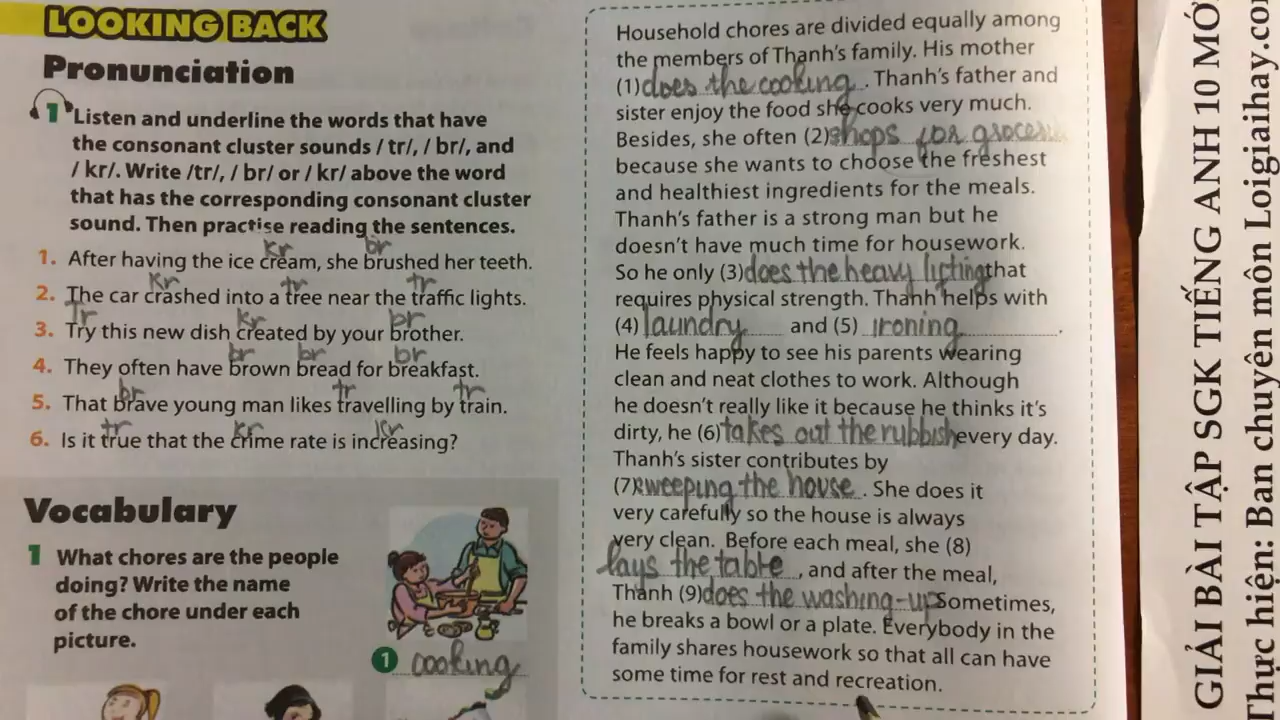 LOOKING BACK
Pronunciation
1 Listen and underline the words that have
the consonant cluster sounds / tr/, / br/, and
/ kr/. Write /tr/, / br/ or / kr/ above the word
that has the corresponding consonant cluster
sound. Then practise reading the sentences.
kr br
1. After having the ice cream, she brushed her teeth.
kr tr tr
2. The car crashed into a tree near the traffic lights.
Tr kr br
3. Try this new dish created by your brother.
br br br
4. They often have brown bread for breakfast.
br tr tr
5. That brave young man likes travelling by train.
tr kr kr
6. Is it true that the crime rate is increasing?
Vocabulary
1 What chores are the people
doing? Write the name
of the chore under each
picture.
1 cooking
Household chores are divided equally among
the members of Thanh's family. His mother
(1) does the cooking. Thanh's father and
sister enjoy the food she cooks very much.
Besides, she often (2) shops for
because she wants to choose the freshest
and healthiest ingredients for the meals.
Thanh's father is a strong man but he
doesn't have much time for housework.
So he only (3) does the heavy lifting that
requires physical strength. Thanh helps with
(4) laundry and (5) ironing.
He feels happy to see his parents wearing
clean and neat clothes to work. Although
he doesn't really like it because he thinks it's
dirty, he (6) takes out the rubbish every day.
Thanh's sister contributes by
(7) sweeping the house. She does it
very carefully so the house is always
very clean. Before each meal, she (8)
lays the table, and after the meal,
Thanh (9) does the washing-up. Sometimes,
he breaks a bowl or a plate. Everybody in the
family shares housework so that all can have
some time for rest and recreation.
GIẢI BÀI TẬP SGK TIẾNG ANH 10 MỚI
Thực hiện: Ban chuyên môn Loigiaihay.com